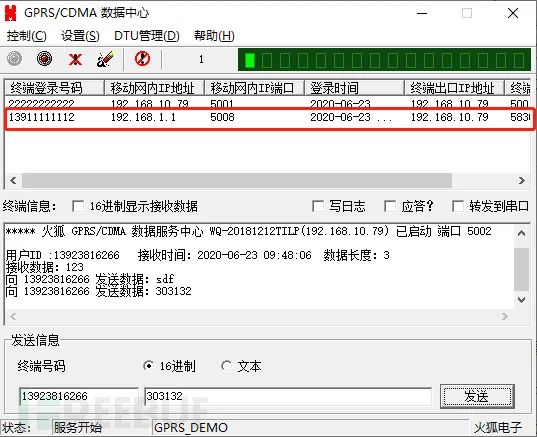 GPRS/CDMA 数据中心
控制(C) 设置(S) DTU管理(D) 帮助(H)
1
终端登录号码 移动网内IP地址 移动网内IP端口 登录时间 终端出口IP地址 终端
22222222222 192.168.10.79 5001 2020-06-23 192.168.10.79 500
13911111112 192.168.1.1 5008 2020-06-23 ... 192.168.10.79 5830
终端信息: 16进制显示接收数据 写日志 应答? 转发到串口
***** 火狐 GPRS/CDMA 数据服务中心 WQ-20181212TILP(192.168.10.79) 已启动 端口 5002
用户ID :13923816266 接收时间: 2020-06-23 09:48:06 数据长度: 3
接收数据: 123
向 13923816266 发送数据: sdf
向 13923816266 发送数据: 303132
发送信息
终端号码 16进制 文本
13923816266 303132 发送
REEBUF
状态: 服务开始 GPRS_DEMO 火狐电子